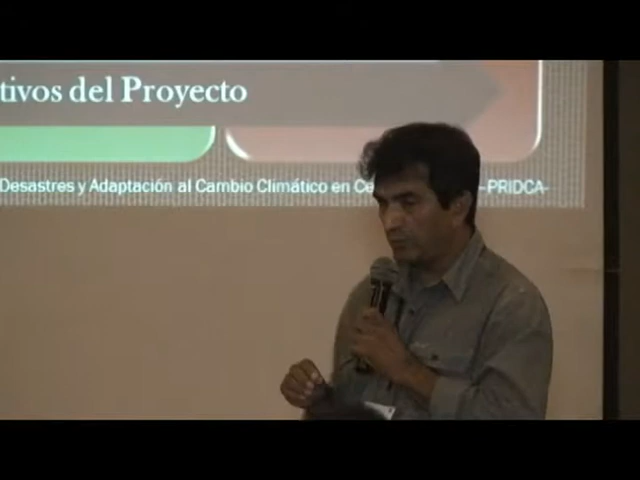 tivos del Proyecto
Desastres y Adaptación al Cambio Climático en Ce -PRIDCA-